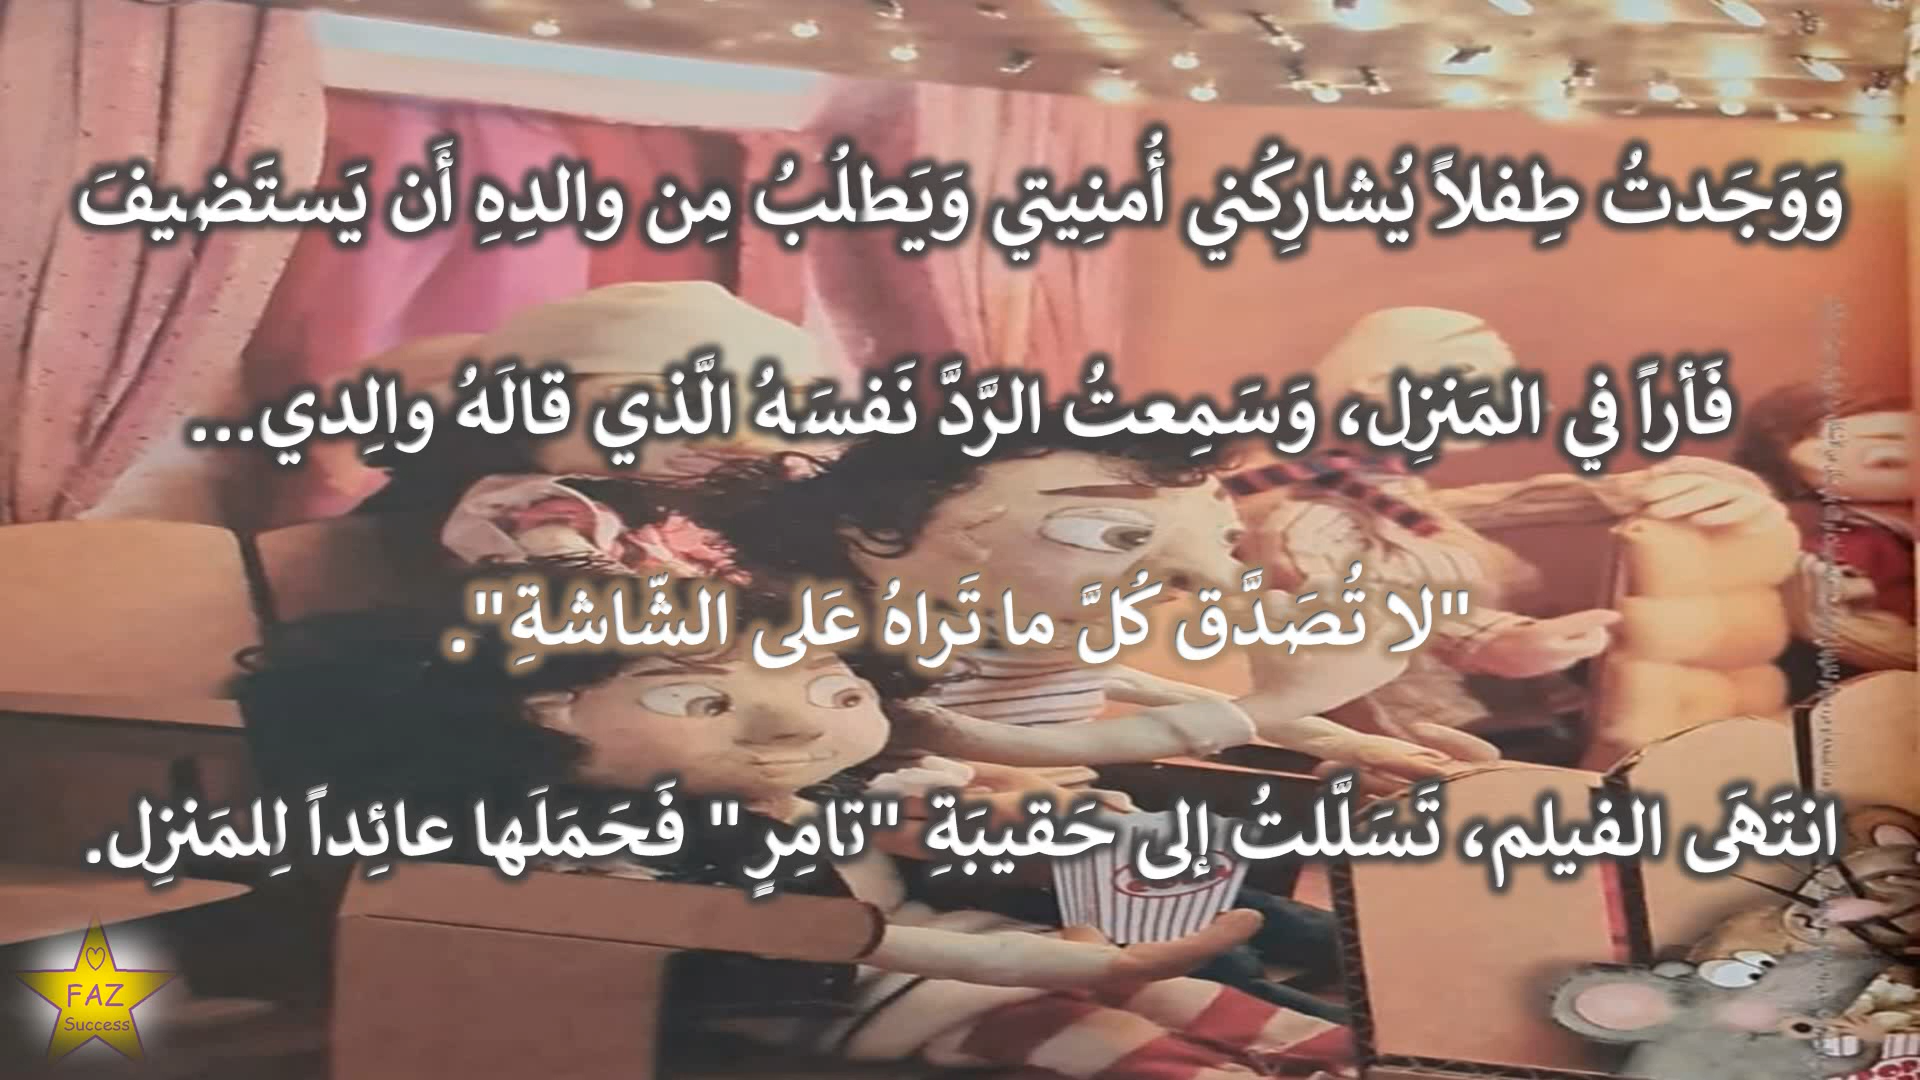 وَوَجَدتُ طِفلاً يُشارِكُني أُمنِيتي وَيَطلُبُ مِن والدِهِ أَن يَستَضيفَ
فَأراً في المَنزِل، وَسَمِعتُ الرَّدَّ نَفسَهُ الَّذي قالَهُ والِدي...
"لا تُصَدَّق كُلَّ ما تَراهُ عَلى الشّاشةِ".
انتَهَى الفيلم، تَسَلَّلتُ إلى حَقيبَةِ "تامِرٍ" فَحَمَلَها عائِداً لِلمَنزِل.
FAZ
Success